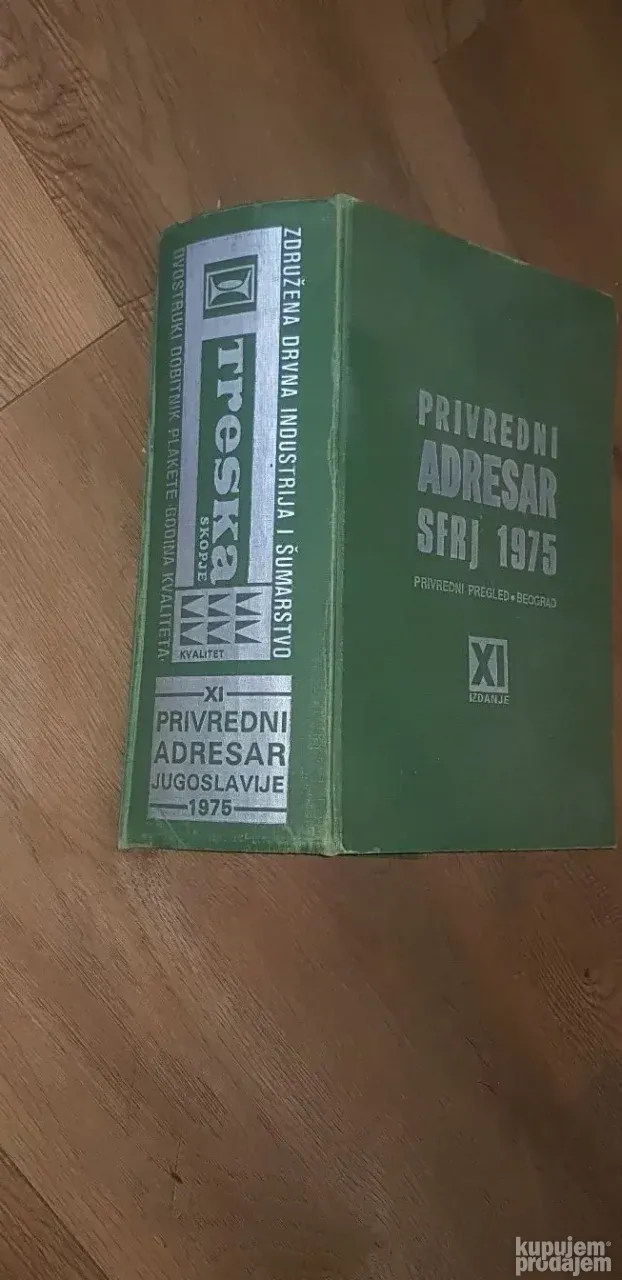 ZDRUŽENA DRVNA INDUSTRIJA I ŠUMARSTVO
Treska
SKOPJE
DVOSTRUKI DOBITNIK PLAKETE GODINA KVALITETA
KVALITET
XI
PRIVREDNI
ADRESAR
JUGOSLAVIJE
1975
PRIVREDNI
ADRESAR
SFRJ 1975
PRIVREDNI PREGLED • BEOGRAD
XI
IZDANJE
kupujem
prodajem